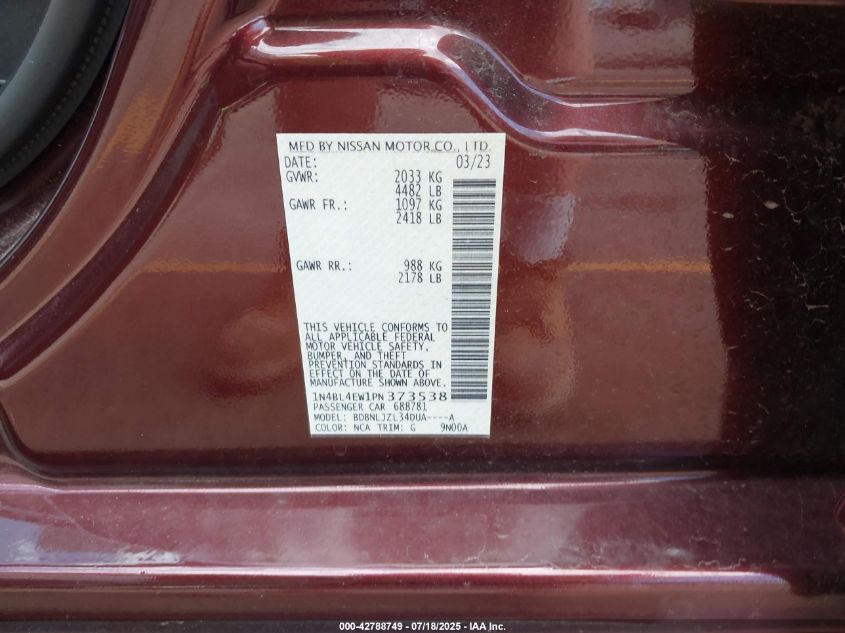 MFD BY NISSAN MOTOR CO., LTD.
DATE: 03/23
GVWR: 2033 KG
4482 LB
GAWR FR.: 1097 KG
2418 LB
GAWR RR.: 988 KG
2178 LB
THIS VEHICLE CONFORMS TO
ALL APPLICABLE FEDERAL
MOTOR VEHICLE SAFETY,
BUMPER, AND THEFT
PREVENTION STANDARDS IN
EFFECT ON THE DATE OF
MANUFACTURE SHOWN ABOVE.
1N4BL4EW1PN373538
PASSENGER CAR 688781
MODEL: BDBNLJZL34DUA----A
COLOR: NCA TRIM: G 9N00A
000-42788749 - 07/18/2025 - IAA Inc.